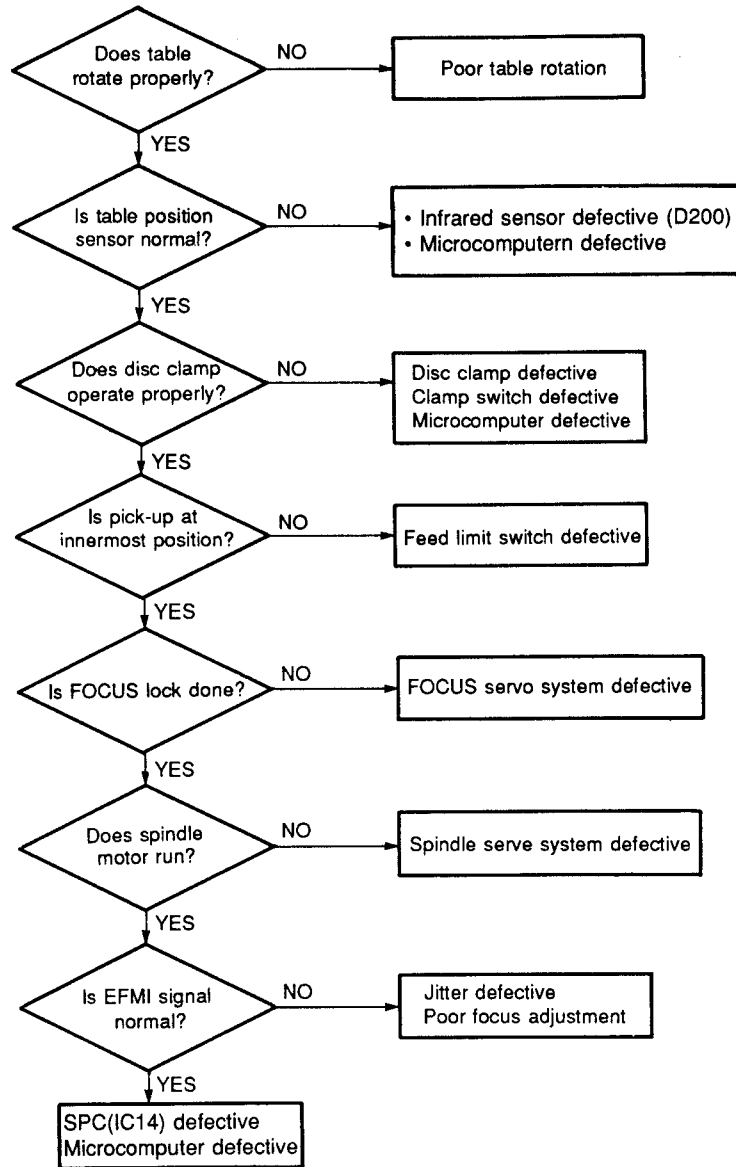 Does table
rotate properly?
NO
Poor table rotation
YES
Is table position
sensor normal?
NO
• Infrared sensor defective (D200)
• Microcomputern defective
YES
Does disc clamp
operate properly?
NO
Disc clamp defective
Clamp switch defective
Microcomputer defective
YES
Is pick-up at
innermost position?
NO
Feed limit switch defective
YES
Is FOCUS lock done?
NO
FOCUS servo system defective
YES
Does spindle
motor run?
NO
Spindle serve system defective
YES
Is EFMI signal
normal?
NO
Jitter defective
Poor focus adjustment
YES
SPC(IC14) defective
Microcomputer defective